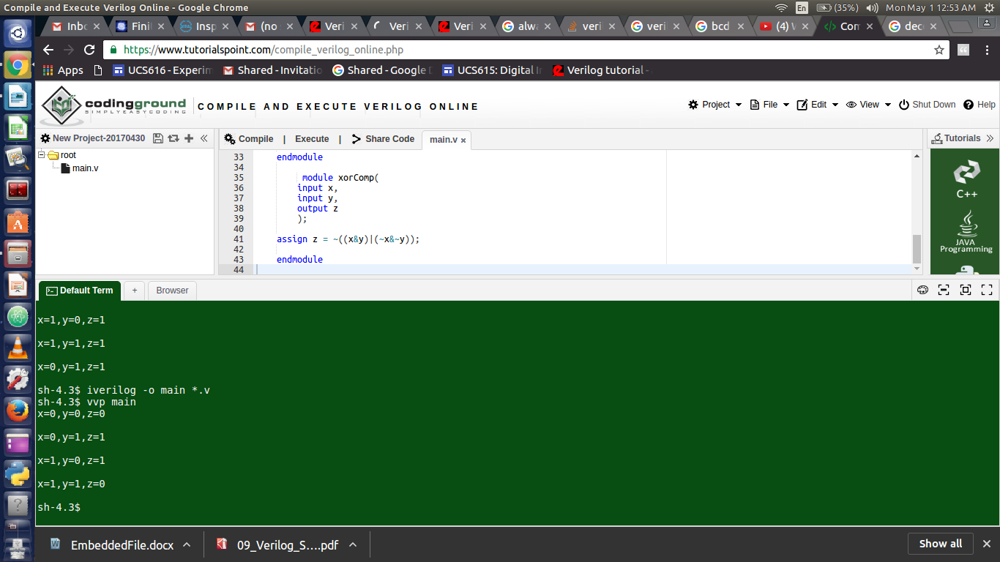 Compile and Execute Verilog Online - Google Chrome
En (35%) Mon May 1 12:53 AM
Inbo Fini Insp (no Veri Veri Veri alwa veril veril bcd (4) Com dec
https://www.tutorialspoint.com/compile_verilog_online.php
Apps UCS616 - Experim Shared - Invitatio Shared - Google UCS615: Digital Verilog tutorial -
codingground COMPILE AND EXECUTE VERILOG ONLINE Project File Edit View Shut Down Help
SIMPLYEASYCODING
New Project-20170430 Compile | Execute | Share Code main.v x Tutorials
root
main.v
33 endmodule
34
35 module xorComp(
36 input x,
37 input y,
38 output z
39 );
40
41 assign z = ~((x&y)|(~x&~y));
42
43 endmodule
44
C++
JAVA
Programming
Default Term + Browser
x=1,y=0,z=1
x=1,y=1,z=1
x=0,y=1,z=1
sh-4.3$ iverilog -o main *.v
sh-4.3$ vvp main
x=0,y=0,z=0
x=0,y=1,z=1
x=1,y=0,z=1
x=1,y=1,z=0
sh-4.3$
EmbeddedFile.docx 09_Verilog_S....pdf Show all